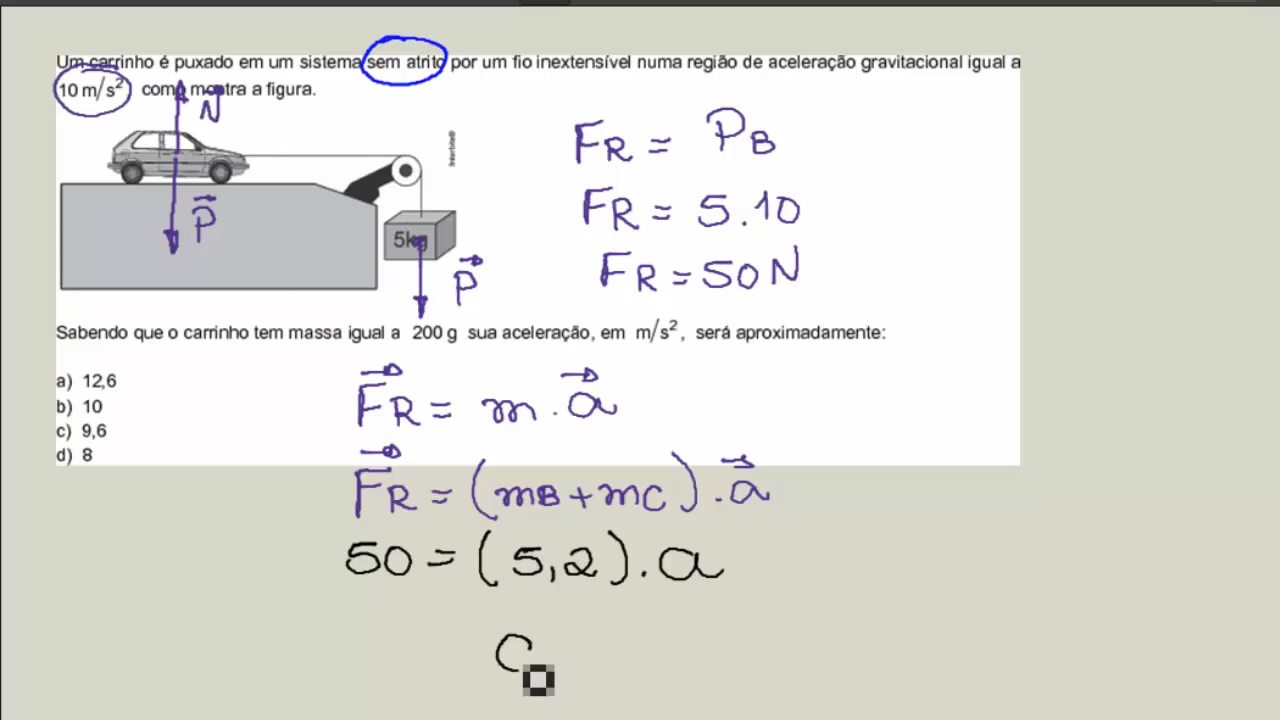 Um carrinho é puxado em um sistema sem atrito por um fio inextensível numa região de aceleração gravitacional igual a
10 m/s², como mostra a figura.
N
P
5kg
P
Interbits®
FR = PB
FR = 5.10
FR = 50N
Sabendo que o carrinho tem massa igual a 200 g sua aceleração, em m/s², será aproximadamente:
a) 12,6
b) 10
c) 9,6
d) 8
FR = m.a
FR = (mB+mC).a
50 = (5,2).a